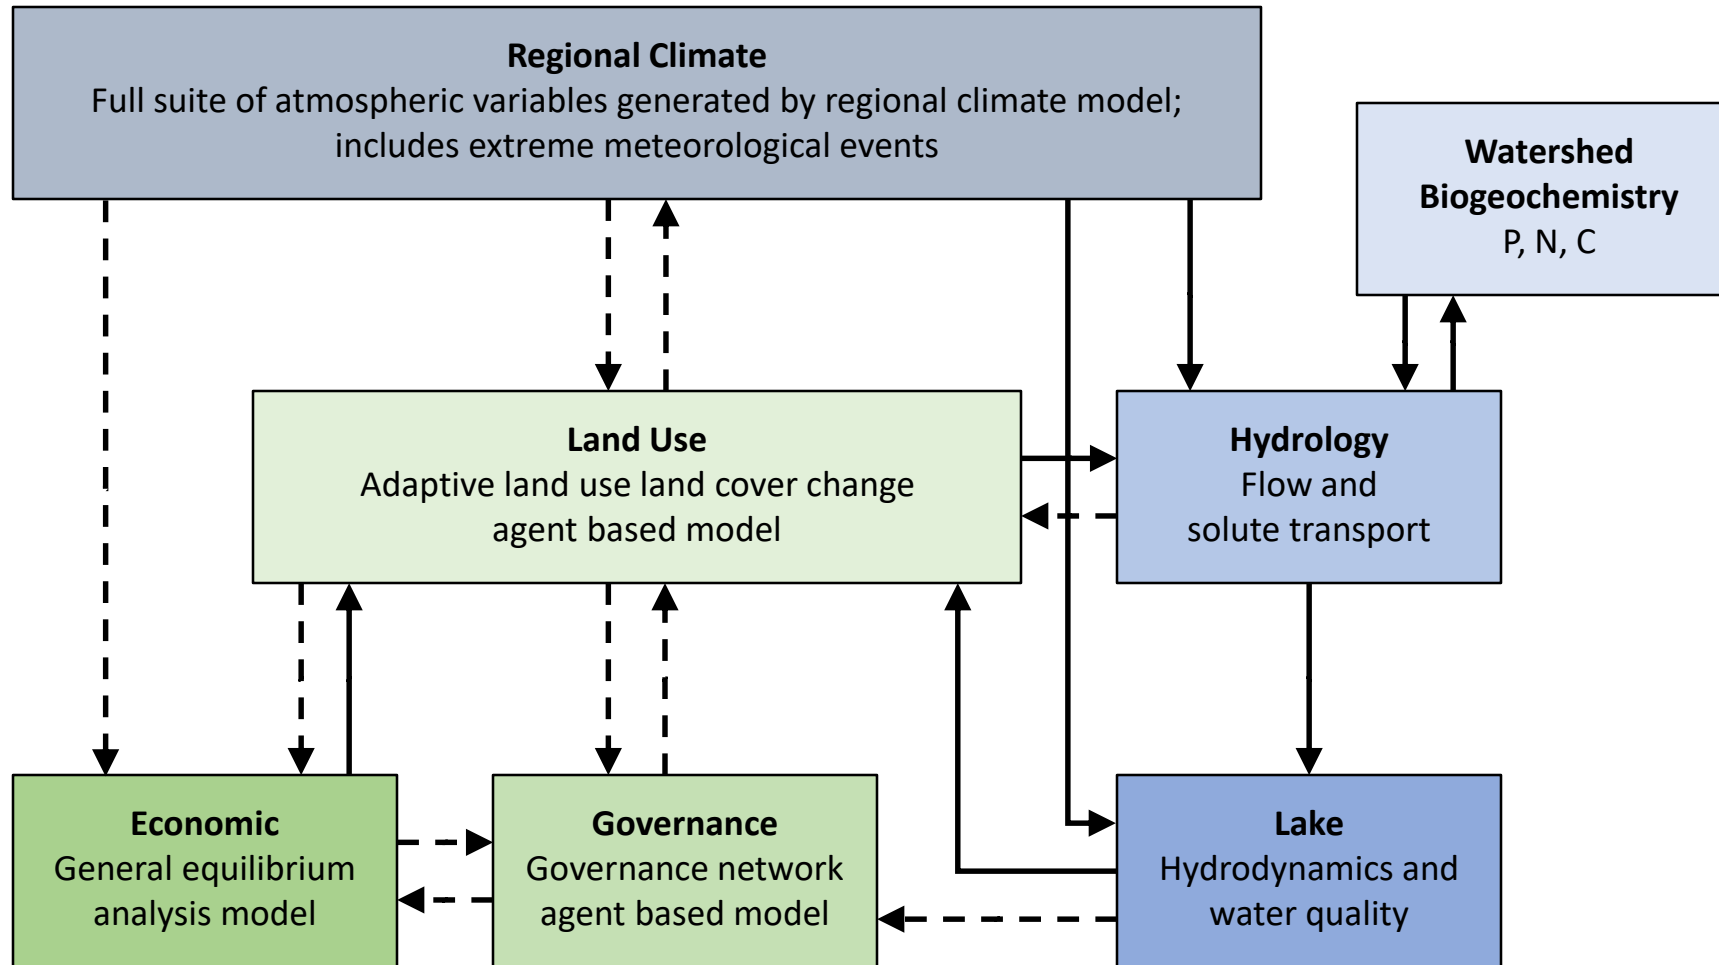 Regional Climate
Full suite of atmospheric variables generated by regional climate model;
includes extreme meteorological events
Watershed
Biogeochemistry
P, N, C
Land Use
Adaptive land use land cover change
agent based model
Hydrology
Flow and
solute transport
Economic
General equilibrium
analysis model
Governance
Governance network
agent based model
Lake
Hydrodynamics and
water quality